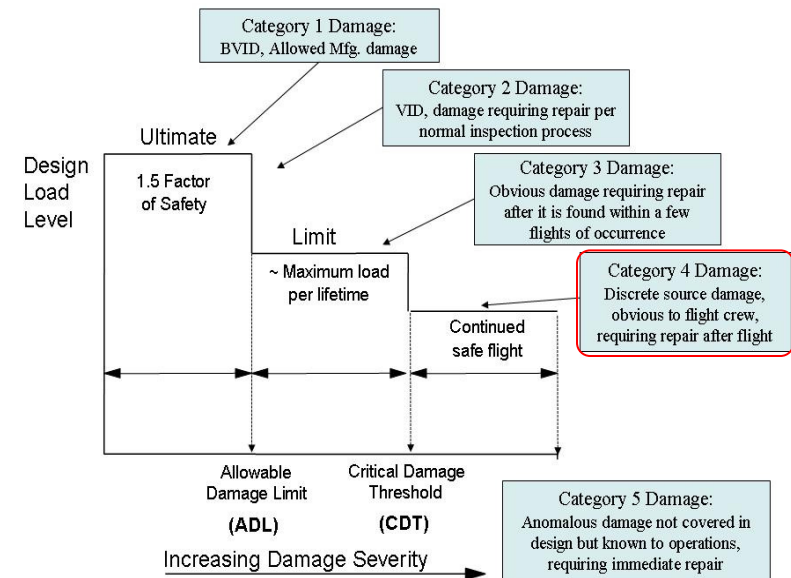 Category 1 Damage:
BVID, Allowed Mfg. damage
Category 2 Damage:
VID, damage requiring repair per
normal inspection process
Ultimate
Design
Load
Level
1.5 Factor
of Safety
Category 3 Damage:
Obvious damage requiring repair
after it is found within a few
flights of occurrence
Limit
~ Maximum load
per lifetime
Category 4 Damage:
Discrete source damage,
obvious to flight crew,
requiring repair after flight
Continued
safe flight
Allowable
Damage Limit
(ADL)
Critical Damage
Threshold
(CDT)
Category 5 Damage:
Anomalous damage not covered in
design but known to operations,
requiring immediate repair
Increasing Damage Severity